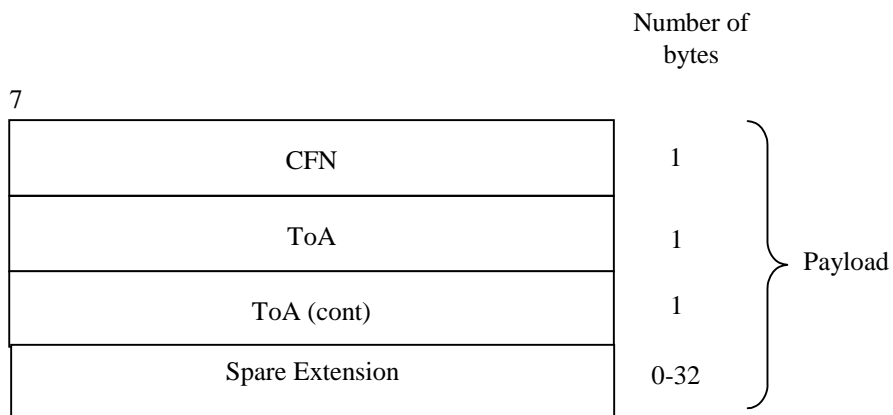 Number of
bytes
7
CFN 1
ToA 1
ToA (cont) 1
Payload
Spare Extension 0-32